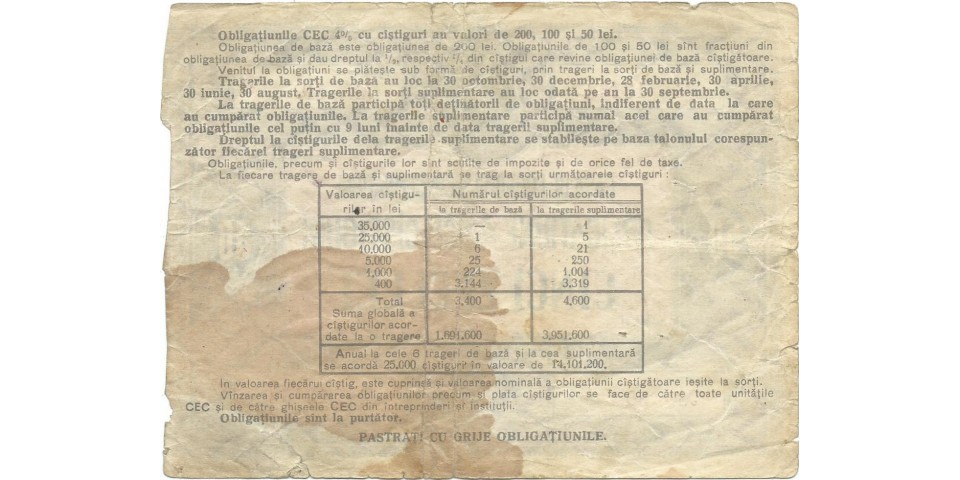 Obligațiunile CEC 4% cu cîștiguri au valori de 200, 100 și 50 lei.
Obligațiunea de bază este obligațiunea de 200 lei. Obligațiunile de 100 și 50 lei sînt fracțiuni din
obligațiunea de bază și dau dreptul la respectiv din cîștigul care revine obligațiunei de bază cîștigătoare.
Venitul la obligațiuni se plătește sub formă de cîștiguri, prin trageri la sorți de bază și suplimentare.
Tragerile la sorți de bază au loc la 30 octombrie, 30 decembrie, 28 februarie, 30 aprilie,
30 iunie, 30 august. Tragerile la sorți suplimentare au loc odată pe an la 30 septembrie.
La tragerile de bază participă toți deținătorii de obligațiuni, indiferent de data la care
au cumpărat obligațiunile. La tragerile suplimentare participă numai acei care au cumpărat
obligațiunile cel puțin cu 9 luni înainte de data tragerii suplimentare.
Dreptul la cîștigurile dela tragerile suplimentare se stabilește pe baza talonului corespun-
zător fiecărei trageri suplimentare.
Obligațiunile, precum și cîștigurile lor sînt scutite de impozite și de orice fel de taxe.
La fiecare tragere de bază și suplimentară se trag la sorți următoarele cîștiguri :
Valoarea cîștigu-
rilor în lei
Numărul cîștigurilor acordate
la tragerile de bază la tragerile suplimentare
35,000 — 1
25,000 1 5
10,000 6 21
5.000 25 250
1,000 224 1.004
400 3,144 3,319
Total 3,400 4,600
Suma globală a
cîștigurilor acor-
date la o tragere 1.691,600 3,951,600
Anual la cele 6 trageri de bază și la cea suplimentară
se acordă 25,000 cîștiguri în valoare de 14,101,200.
In valoarea fiecărui cîștig, este cuprinsă și valoarea nominală a obligațiunii cîștigătoare ieșite la sorți.
Vînzarea și cumpărarea obligațiunilor precum și plata cîștigurilor se face de către toate unitățile
CEC și de către ghișeele CEC din întreprinderi și instituții.
Obligațiunile sînt la purtător.
PASTRAȚI CU GRIJE OBLIGAȚIUNILE.